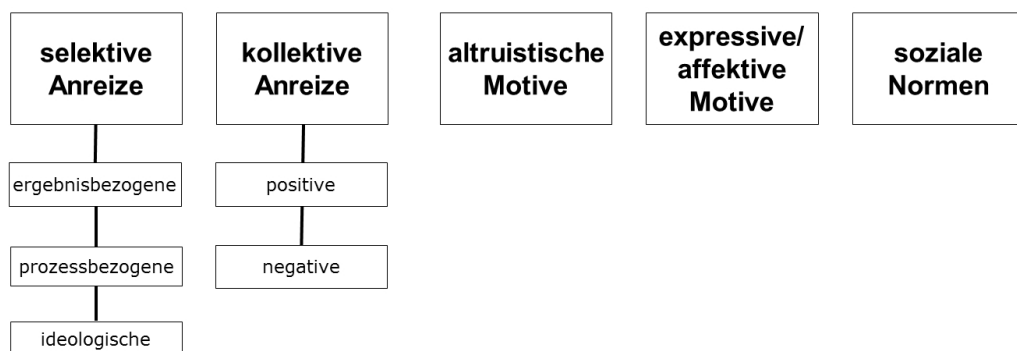 selektive
Anreize
kollektive
Anreize
altruistische
Motive
expressive/
affektive
Motive
soziale
Normen
ergebnisbezogene
positive
prozessbezogene
negative
ideologische